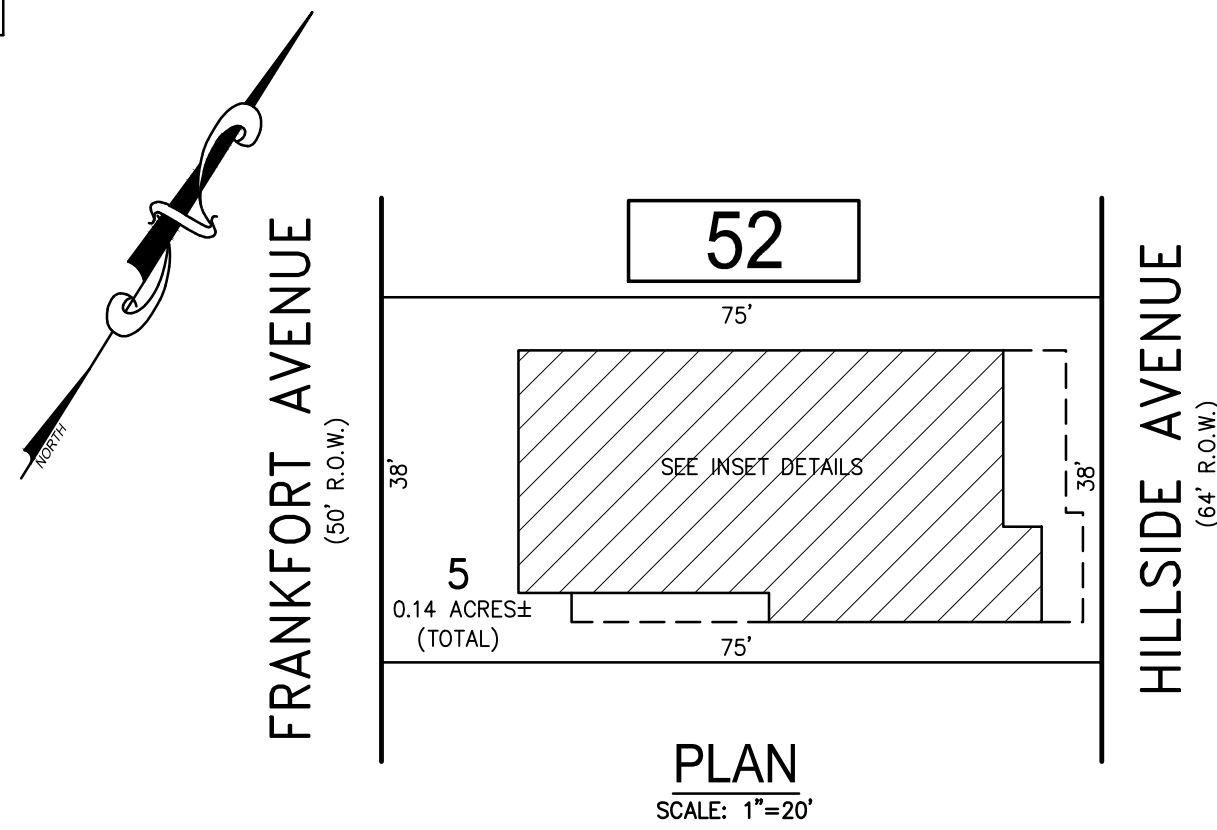 NORTH
FRANKFORT AVENUE
(50' R.O.W.)
52
75'
38'
SEE INSET DETAILS
38'
5
0.14 ACRES±
(TOTAL)
75'
HILLSIDE AVENUE
(64' R.O.W.)
PLAN
SCALE: 1"=20'